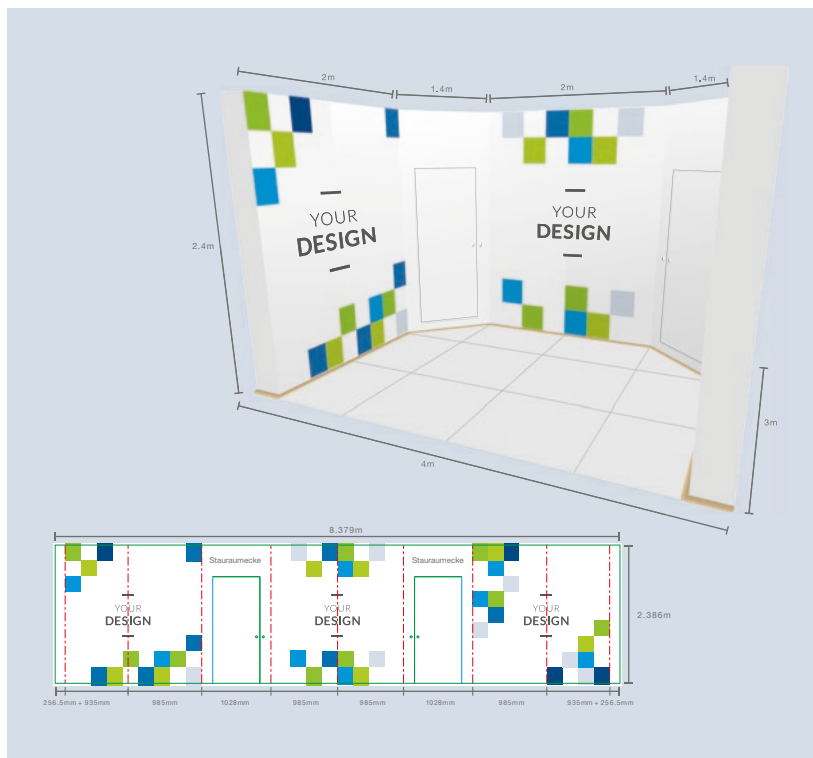 2m
1.4m
2m
1.4m
2.4m
YOUR
DESIGN
YOUR
DESIGN
3m
4m
8.379m
Stauraumecke
Stauraumecke
YOUR
DESIGN
YOUR
DESIGN
YOUR
DESIGN
2.386m
256.5mm + 935mm
985mm
1028mm
985mm
985mm
1028mm
985mm
935mm + 256.5mm